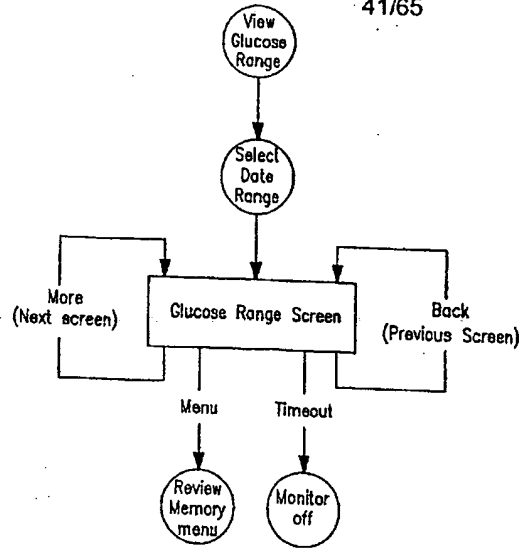 41/65
View
Glucose
Range
Select
Date
Range
More
(Next screen)
Glucose Range Screen
Back
(Previous Screen)
Menu
Timeout
Review
Memory
menu
Monitor
off